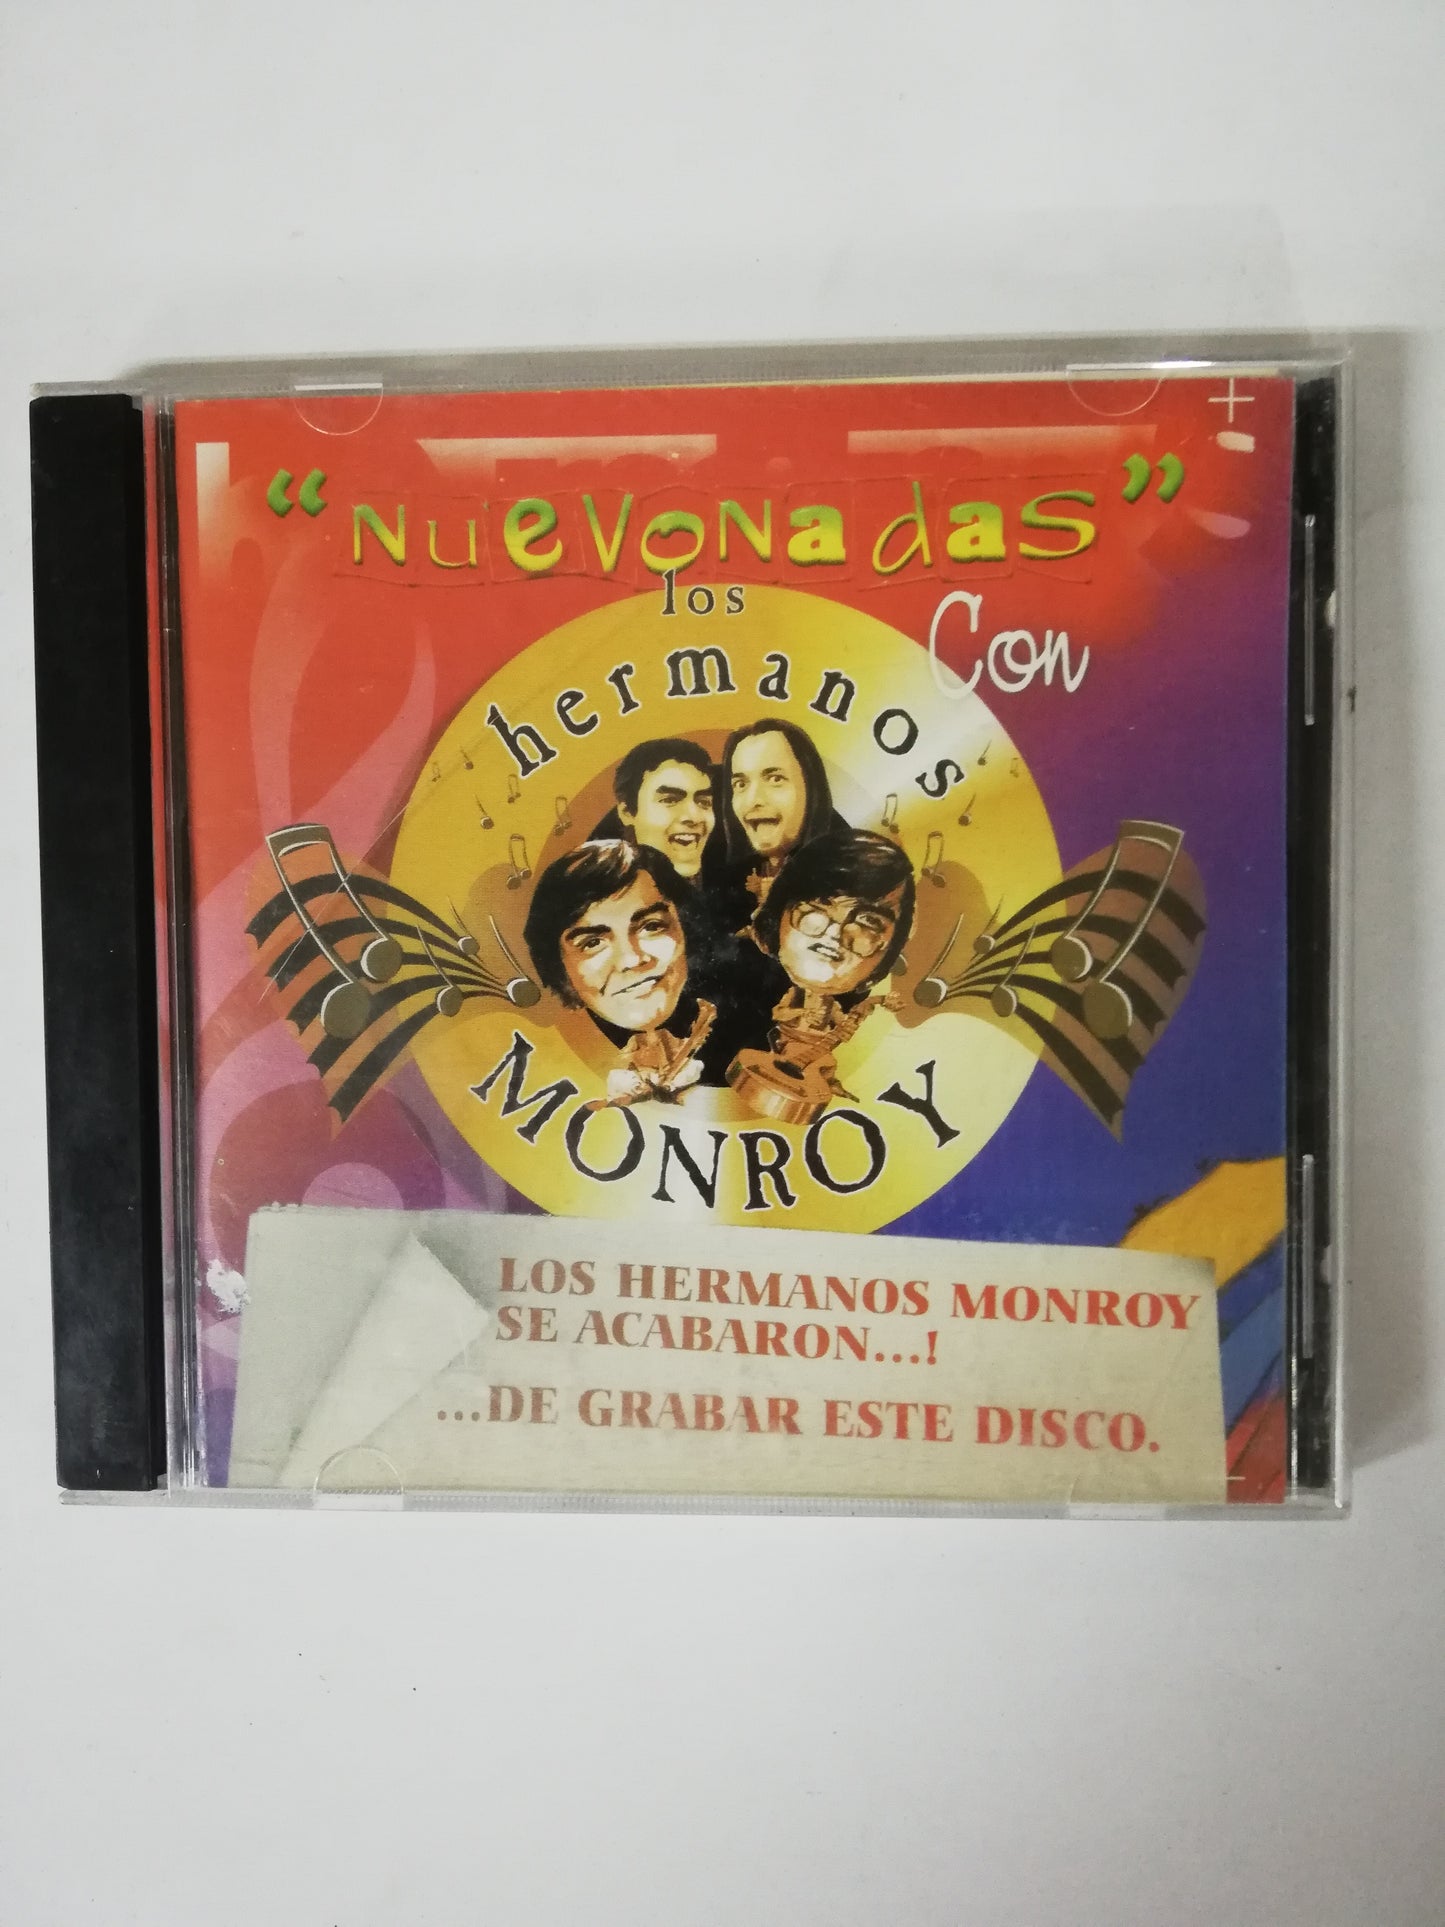 "NuevoNadas"
Con
los
hermanos
MONROY
LOS HERMANOS MONROY
SE ACABARON...!
...DE GRABAR ESTE DISCO.